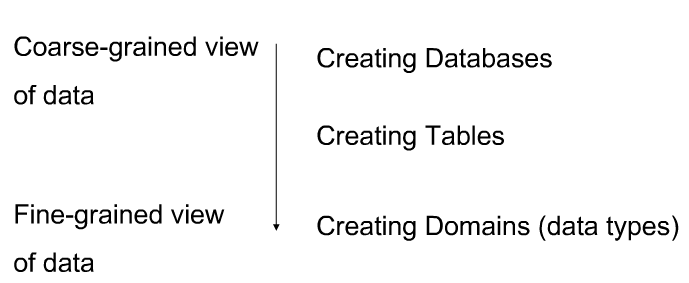 Coarse-grained view
of data
Creating Databases
Creating Tables
Fine-grained view
of data
Creating Domains (data types)